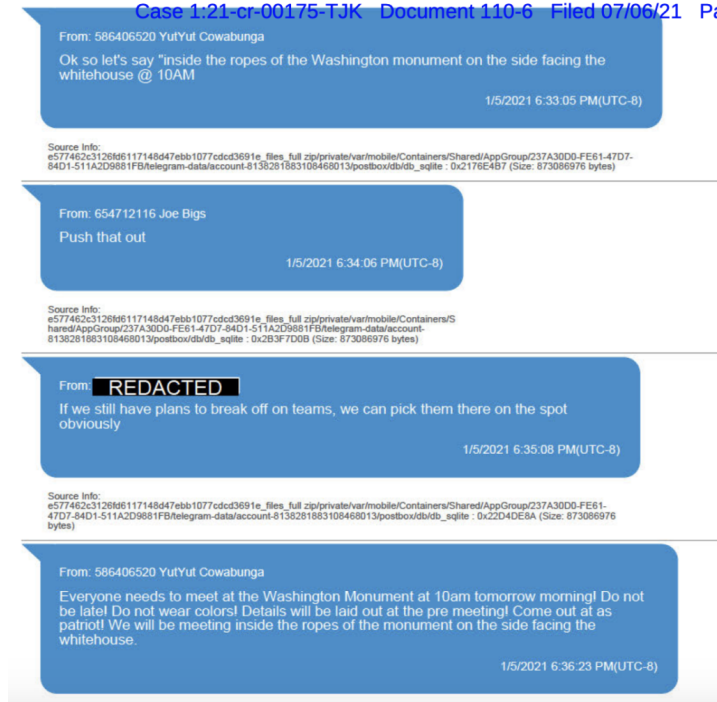 Case 1:21-cr-00175-TJK Document 110-6 Filed 07/06/21 Pa
From: 586406520 YutYut Cowabunga
Ok so let's say "inside the ropes of the Washington monument on the side facing the
whitehouse @ 10AM
1/5/2021 6:33:05 PM(UTC-8)
Source Info:
e577462c3126fd6117148d47ebb1077cdcd3691e_files_full zip/private/var/mobile/Containers/Shared/AppGroup/237A30D0-FE61-47D7-
84D1-511A2D9881FB/telegram-data/account-8138281883108468013/postbox/db/db_sqlite : 0x2176E4B7 (Size: 873086976 bytes)
From: 654712116 Joe Bigs
Push that out
1/5/2021 6:34:06 PM(UTC-8)
Source Info:
e577462c3126fd6117148d47ebb1077cdcd3691e_files_full zip/private/var/mobile/Containers/S
hared/AppGroup/237A30D0-FE61-47D7-84D1-511A2D9881FB/telegram-data/account-
8138281883108468013/postbox/db/db_sqlite : 0x2B3F7D0B (Size: 873086976 bytes)
From: REDACTED
If we still have plans to break off on teams, we can pick them there on the spot
obviously
1/5/2021 6:35:08 PM(UTC-8)
Source Info:
e577462c3126fd6117148d47ebb1077cdcd3691e_files_full zip/private/var/mobile/Containers/Shared/AppGroup/237A30D0-FE61-
47D7-84D1-511A2D9881FB/telegram-data/account-8138281883108468013/postbox/db/db_sqlite : 0x22D4DE8A (Size: 873086976
bytes)
From: 586406520 YutYut Cowabunga
Everyone needs to meet at the Washington Monument at 10am tomorrow morning! Do not
be late! Do not wear colors! Details will be laid out at the pre meeting! Come out at as
patriot! We will be meeting inside the ropes of the monument on the side facing the
whitehouse.
1/5/2021 6:36:23 PM(UTC-8)